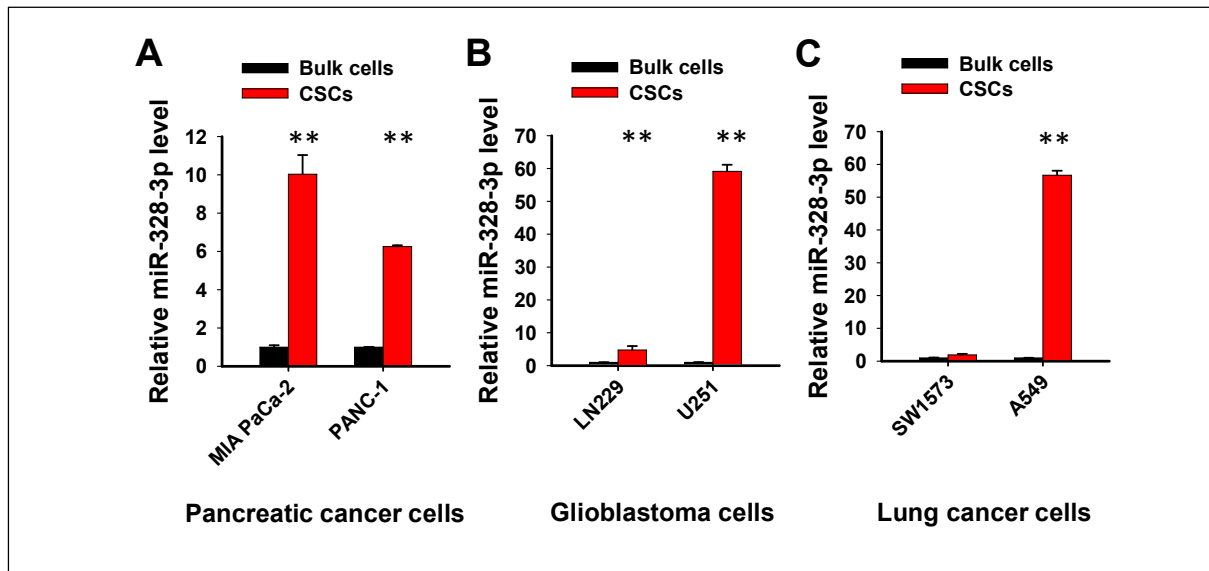 A
Bulk cells
CSCs
Relative miR-328-3p level
** **
12
10
8
6
4
2
0
MIA PaCa-2
PANC-1
Pancreatic cancer cells
B
Bulk cells
CSCs
Relative miR-328-3p level
** **
70
60
50
40
30
20
10
0
LN229
U251
Glioblastoma cells
C
Bulk cells
CSCs
Relative miR-328-3p level
**
70
60
50
40
30
20
10
0
SW1573
A549
Lung cancer cells